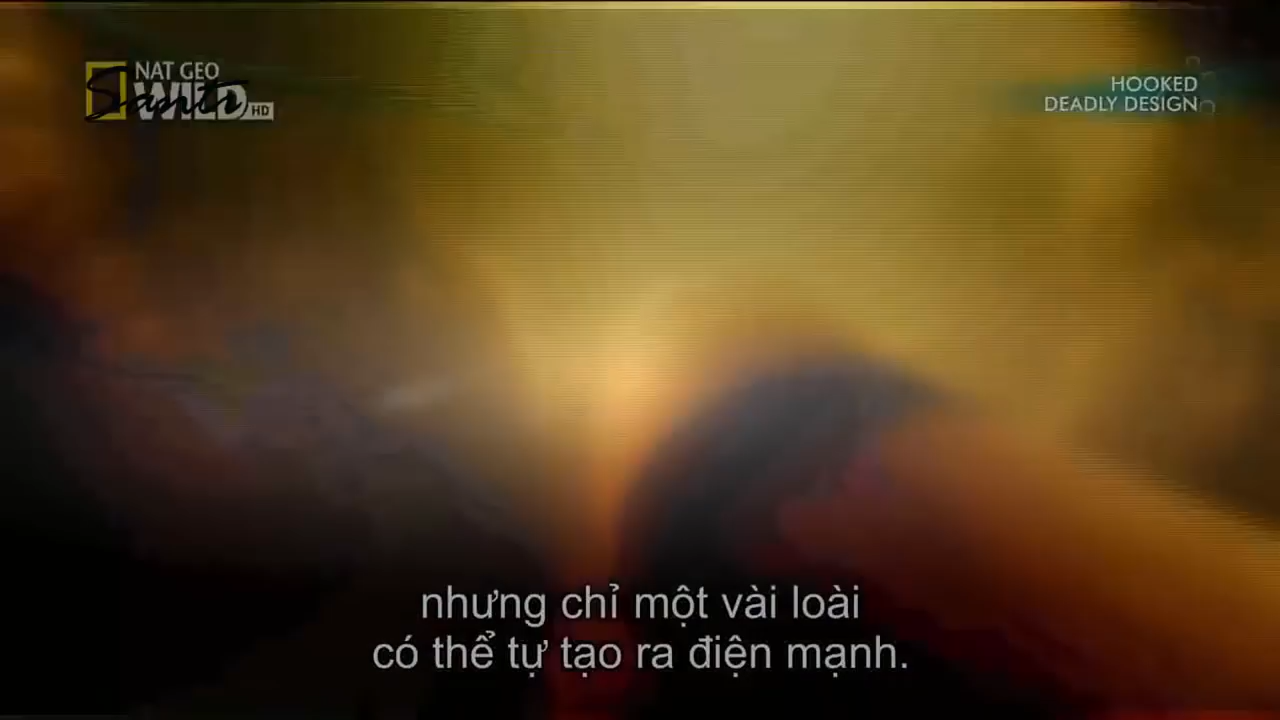 NAT GEO
WILD HD
Santi
HOOKED
DEADLY DESIGN
nhưng chỉ một vài loài
có thể tự tạo ra điện mạnh.